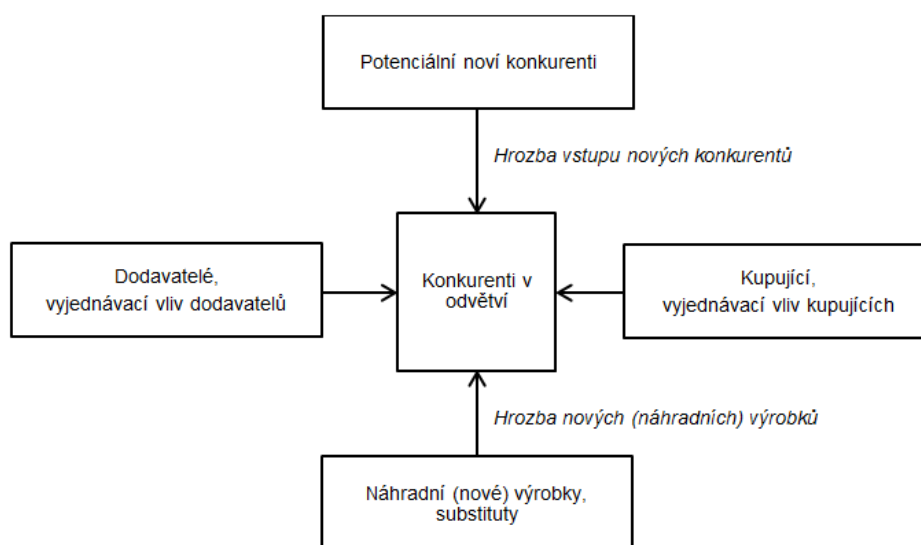 Potenciální noví konkurenti
Hrozba vstupu nových konkurentů
Dodavatelé,
vyjednávací vliv dodavatelů
Konkurenti v
odvětví
Kupující,
vyjednávací vliv kupujících
Hrozba nových (náhradních) výrobků
Náhradní (nové) výrobky,
substituty